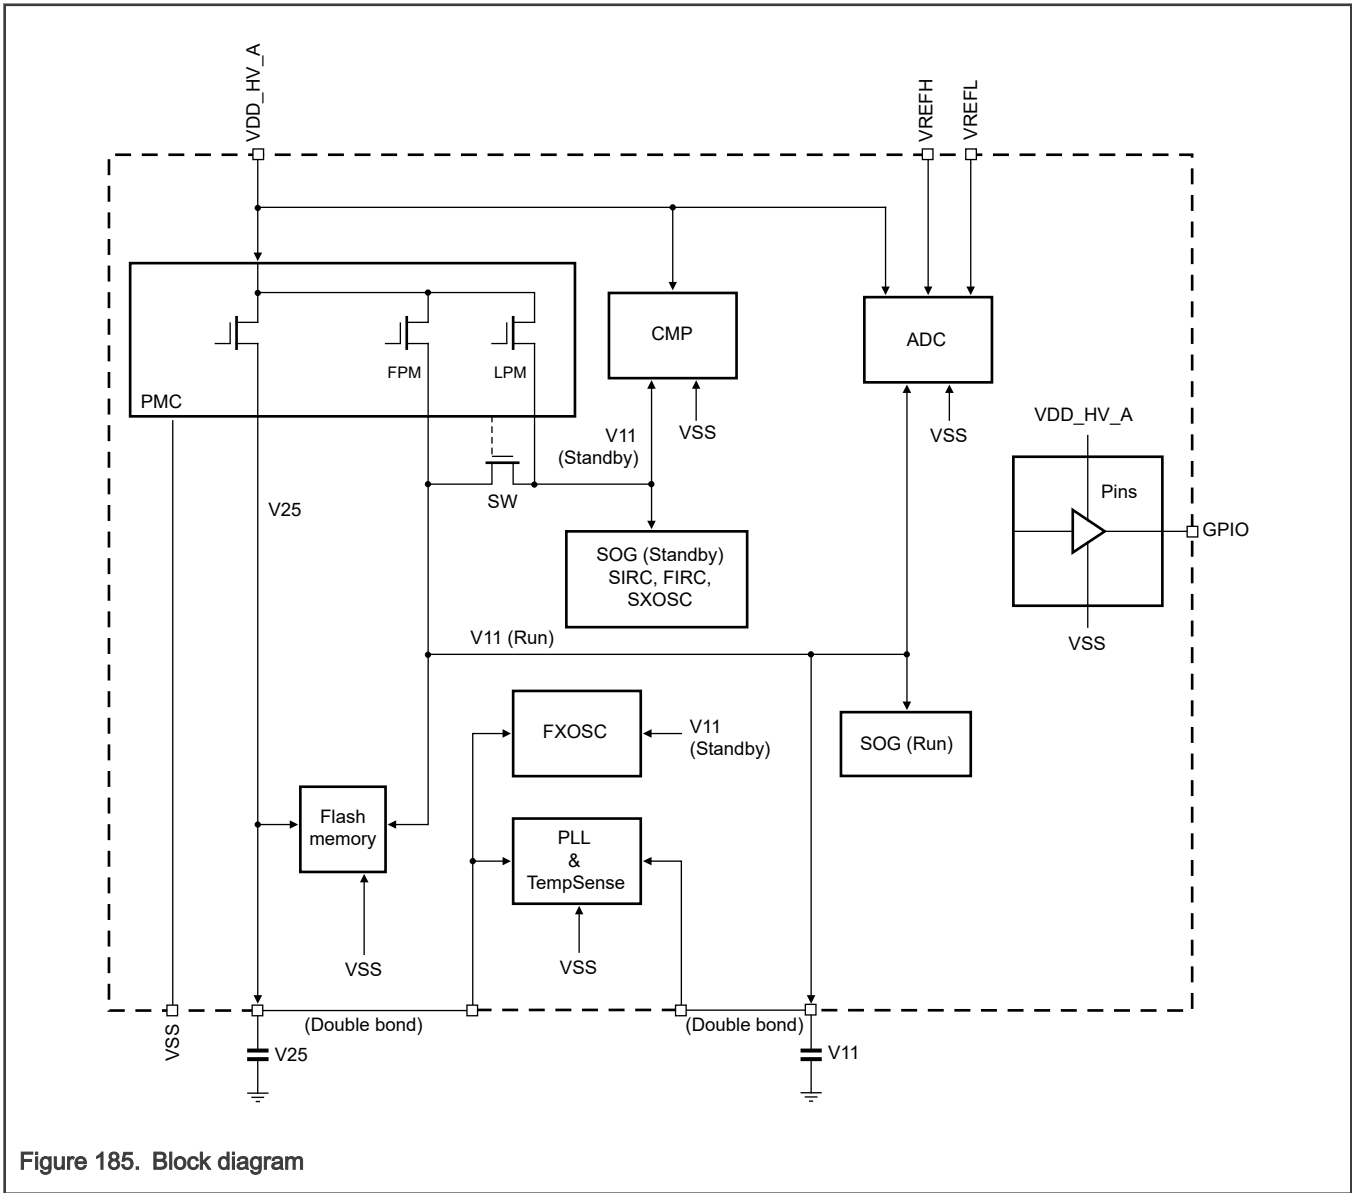 VDD_HV_A
VREFH
VREFL
CMP
ADC
FPM
LPM
PMC
VDD_HV_A
V11
(Standby)
VSS
VSS
Pins
SW
V25
GPIO
SOG (Standby)
SIRC, FIRC,
SXOSC
V11 (Run)
VSS
FXOSC
V11
(Standby)
SOG (Run)
Flash
memory
PLL
&
TempSense
VSS
VSS
VSS
(Double bond)
(Double bond)
V25
V11
Figure 185. Block diagram